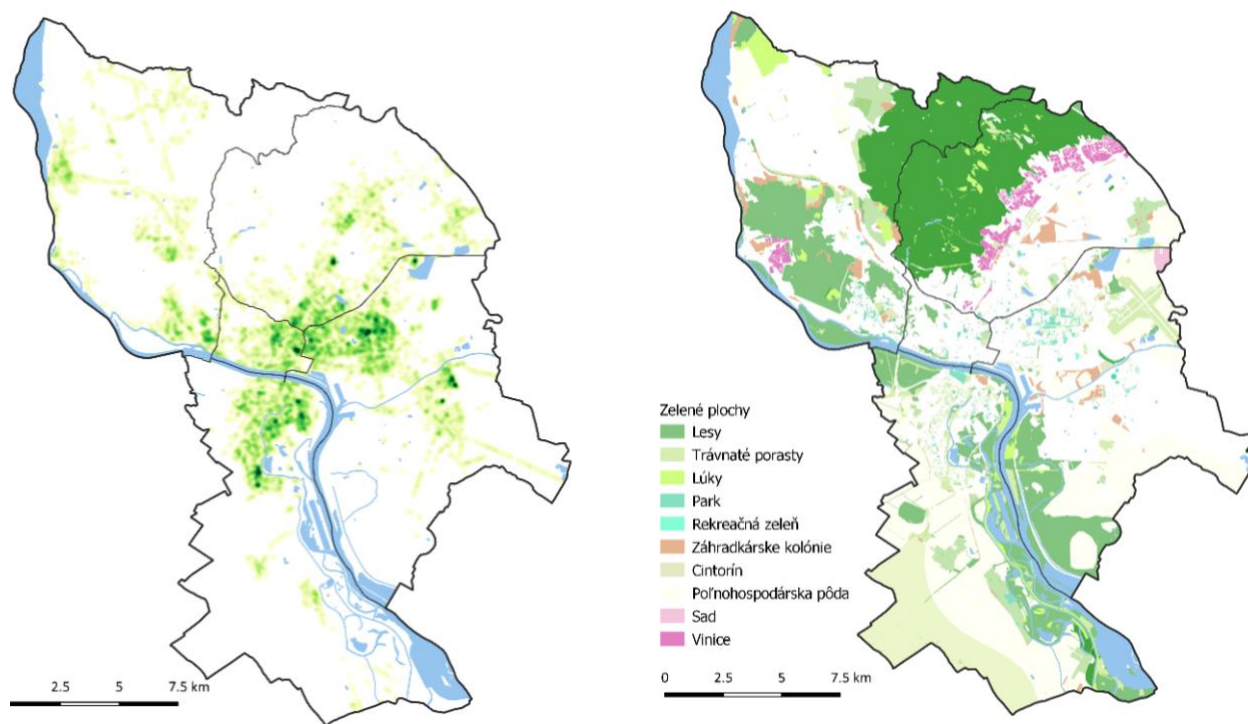 Zelené plochy
Lesy
Trávnaté porasty
Lúky
Park
Rekreačná zeleň
Záhradkárske kolónie
Cintorín
Poľnohospodárska pôda
Sad
Vinice
2.5 5 7.5 km
0 2.5 5 7.5 km